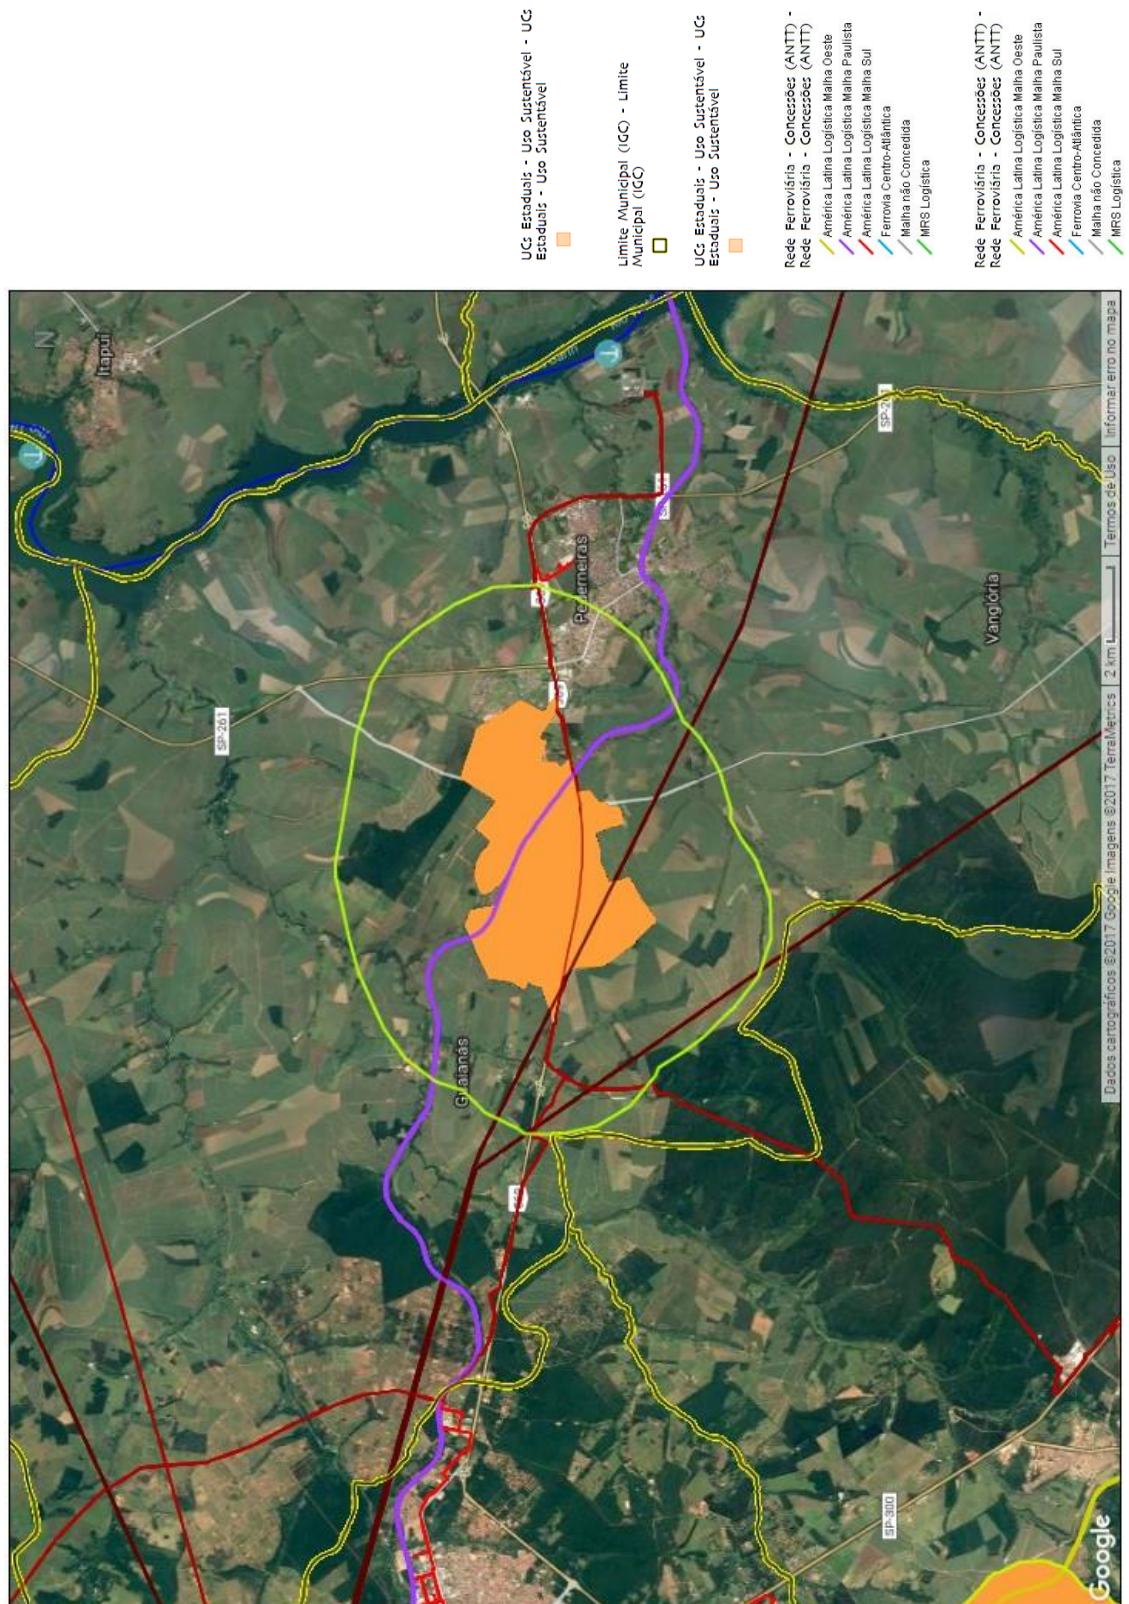 UCs Estaduais - Uso Sustentável - UCs
Estaduais - Uso Sustentável
Limite Municipal (IGC) - Limite
Municipal (IGC)
UCs Estaduais - Uso Sustentável - UCs
Estaduais - Uso Sustentável
Rede Ferroviária - Concessões (ANTT) -
Rede Ferroviária - Concessões (ANTT)
América Latina Logística Malha Oeste
América Latina Logística Malha Paulista
América Latina Logística Malha Sul
Ferrovia Centro-Atlântica
Malha não Concedida
MRS Logística
Rede Ferroviária - Concessões (ANTT) -
Rede Ferroviária - Concessões (ANTT)
América Latina Logística Malha Oeste
América Latina Logística Malha Paulista
América Latina Logística Malha Sul
Ferrovia Centro-Atlântica
Malha não Concedida
MRS Logística
N
Itapuí
SP-261
Guaianás
Pederneiras
Vanglória
SP-300
Google
Dados cartográficos ©2017 Google Imagens ©2017 TerraMetrics
2 km
Termos de Uso
Informar erro no mapa